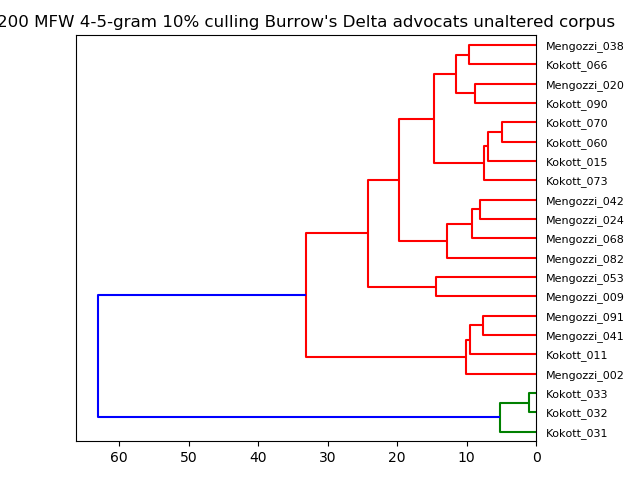 200 MFW 4-5-gram 10% culling Burrow's Delta advocats unaltered corpus
Mengozzi_038
Kokott_066
Mengozzi_020
Kokott_090
Kokott_070
Kokott_060
Kokott_015
Kokott_073
Mengozzi_042
Mengozzi_024
Mengozzi_068
Mengozzi_082
Mengozzi_053
Mengozzi_009
Mengozzi_091
Mengozzi_041
Kokott_011
Mengozzi_002
Kokott_033
Kokott_032
Kokott_031
60 50 40 30 20 10 0